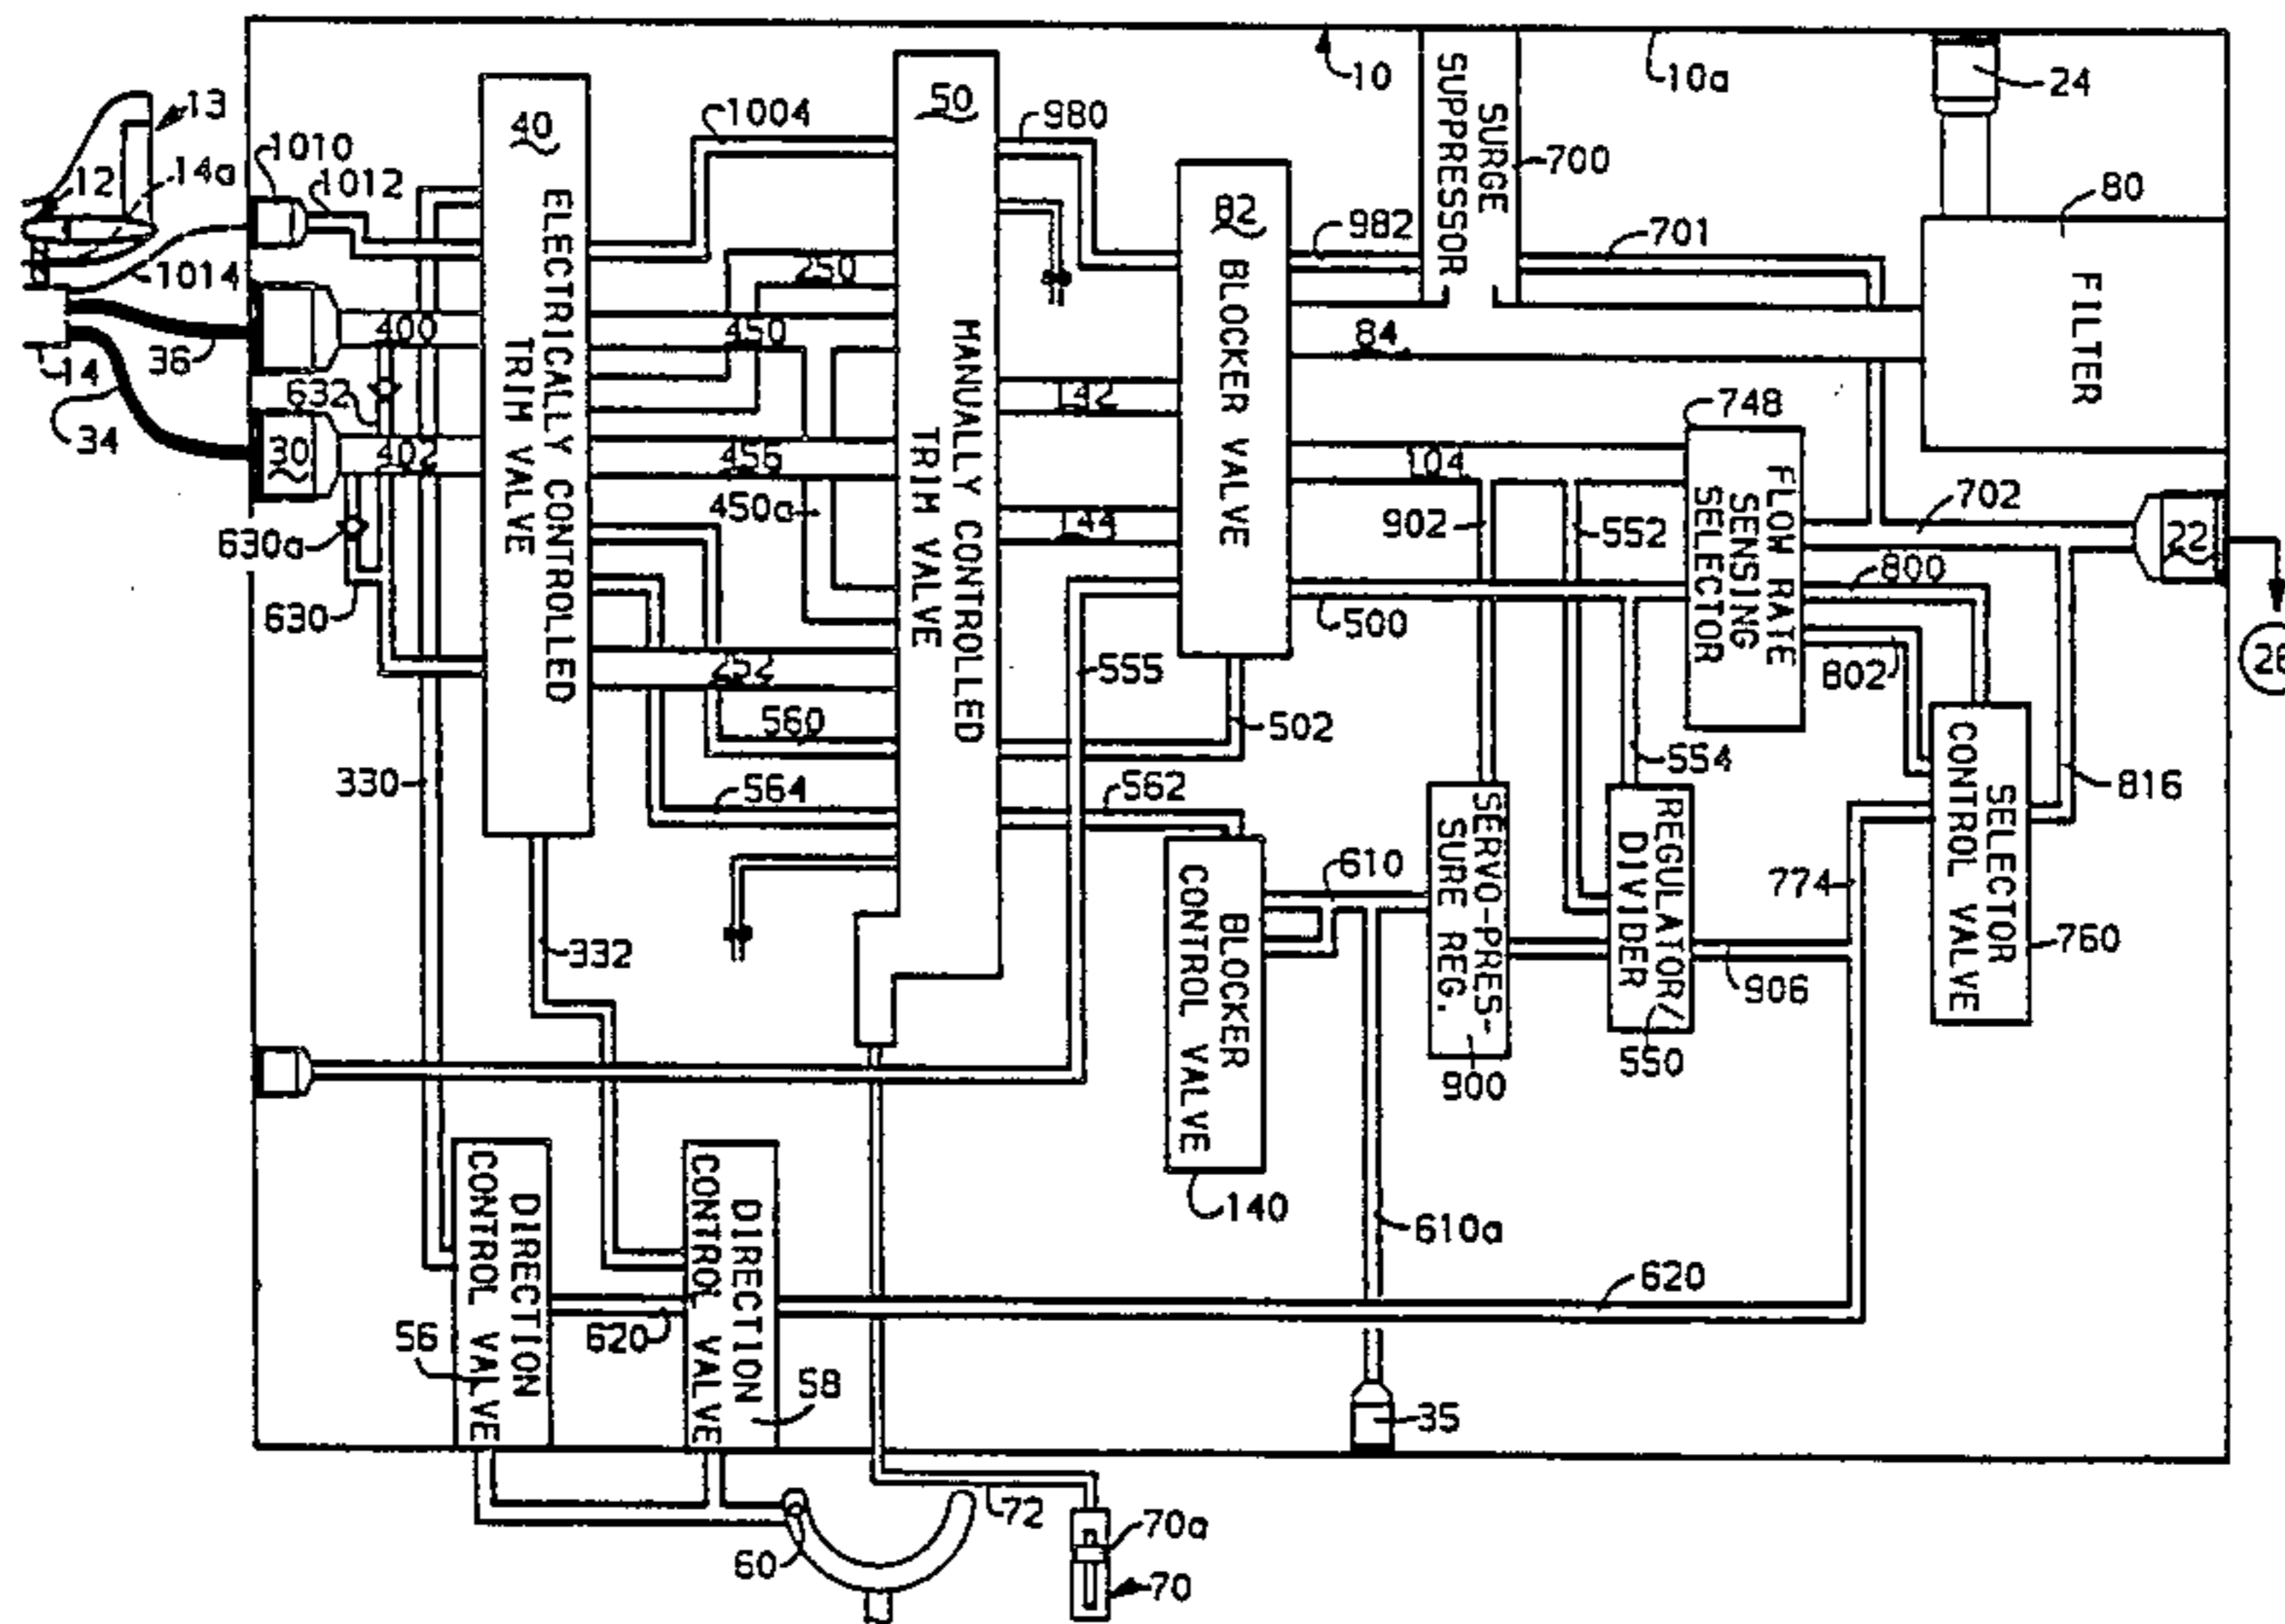 10
10a
24
13
12
14a
1010
1012
1014
40
ELECTRICALLY CONTROLLED
TRIM VALVE
1004
50
MANUALLY CONTROLLED
TRIM VALVE
980
82
BLOCKER VALVE
SURGE
SUPPRESSOR
700
982
701
80
FILTER
250
400
450
84
36
14
34
632
30
402
456
450a
42
44
104
748
FLOW RATE
SENSING
SELECTOR
702
22
26
902
552
800
802
630a
630
252
555
500
502
554
560
564
562
330
332
816
SELECTOR
CONTROL VALVE
760
774
610
SERVO-PRES-
SURE REG.
900
REGULATOR/
DIVIDER
550
906
BLOCKER
CONTROL VALVE
140
610a
620
DIRECTION
CONTROL VALVE
56
620
DIRECTION
CONTROL VALVE
58
35
60
72
70a
70